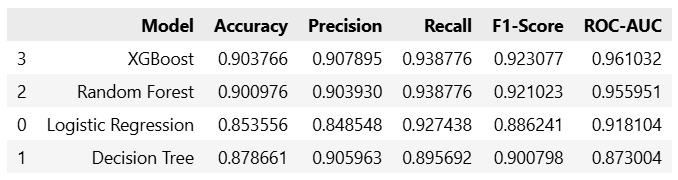 Model Accuracy Precision Recall F1-Score ROC-AUC
3 XGBoost 0.903766 0.907895 0.938776 0.923077 0.961032
2 Random Forest 0.900976 0.903930 0.938776 0.921023 0.955951
0 Logistic Regression 0.853556 0.848548 0.927438 0.886241 0.918104
1 Decision Tree 0.878661 0.905963 0.895692 0.900798 0.873004